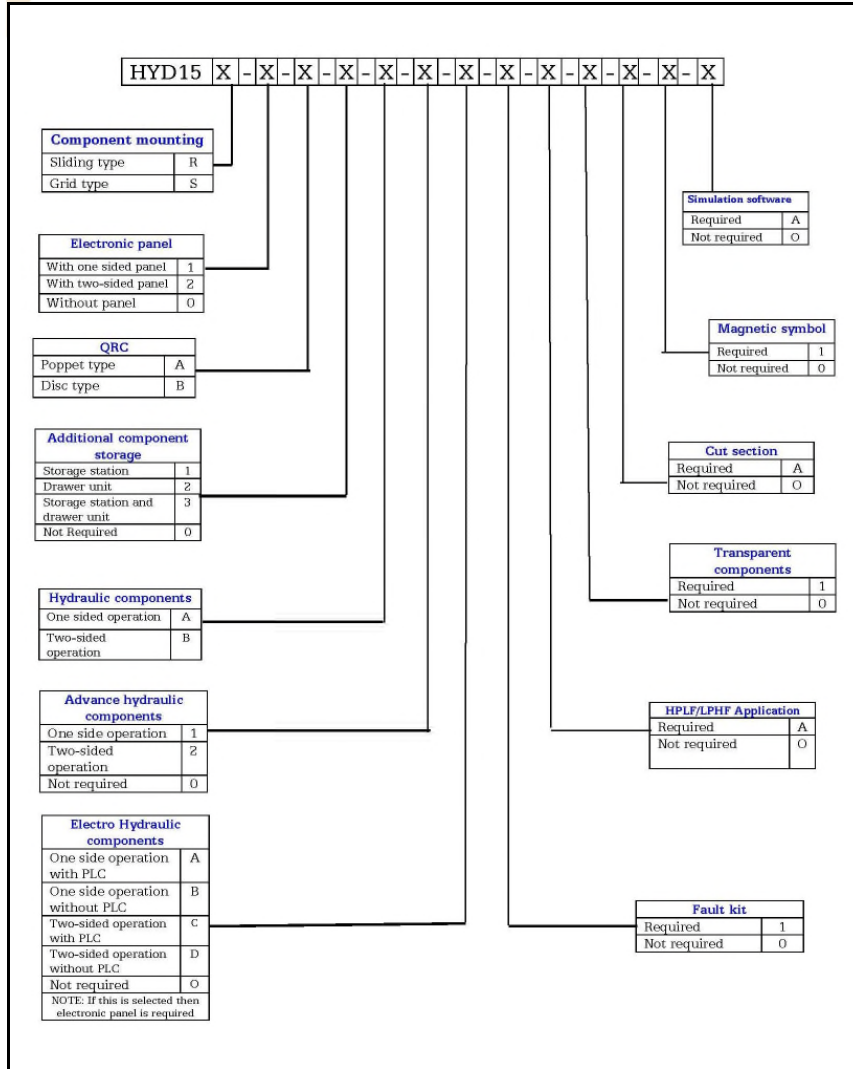 HYD15 X - X - X - X - X - X - X - X - X - X - X - X - X
Component mounting
Sliding type R
Grid type S
Electronic panel
With one sided panel 1
With two-sided panel 2
Without panel 0
QRC
Poppet type A
Disc type B
Additional component
storage
Storage station 1
Drawer unit 2
Storage station and 3
drawer unit
Not Required 0
Hydraulic components
One sided operation A
Two-sided B
operation
Advance hydraulic
components
One side operation 1
Two-sided 2
operation
Not required 0
Electro Hydraulic
components
One side operation A
with PLC
One side operation B
without PLC
Two-sided operation C
with PLC
Two-sided operation D
without PLC
Not required O
NOTE: If this is selected then
electronic panel is required
Simulation software
Required A
Not required O
Magnetic symbol
Required 1
Not required 0
Cut section
Required A
Not required O
Transparent
components
Required 1
Not required 0
HPLF/LPHF Application
Required A
Not required O
Fault kit
Required 1
Not required 0